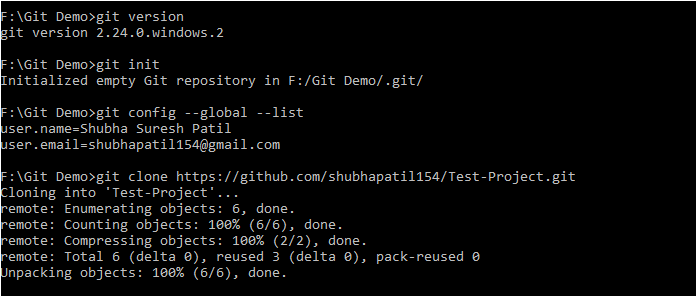 F:\Git Demo>git version
git version 2.24.0.windows.2
F:\Git Demo>git init
Initialized empty Git repository in F:/Git Demo/.git/
F:\Git Demo>git config --global --list
user.name=Shubha Suresh Patil
user.email=shubhapatil154@gmail.com
F:\Git Demo>git clone https://github.com/shubhapatil154/Test-Project.git
Cloning into 'Test-Project'...
remote: Enumerating objects: 6, done.
remote: Counting objects: 100% (6/6), done.
remote: Compressing objects: 100% (2/2), done.
remote: Total 6 (delta 0), reused 3 (delta 0), pack-reused 0
Unpacking objects: 100% (6/6), done.